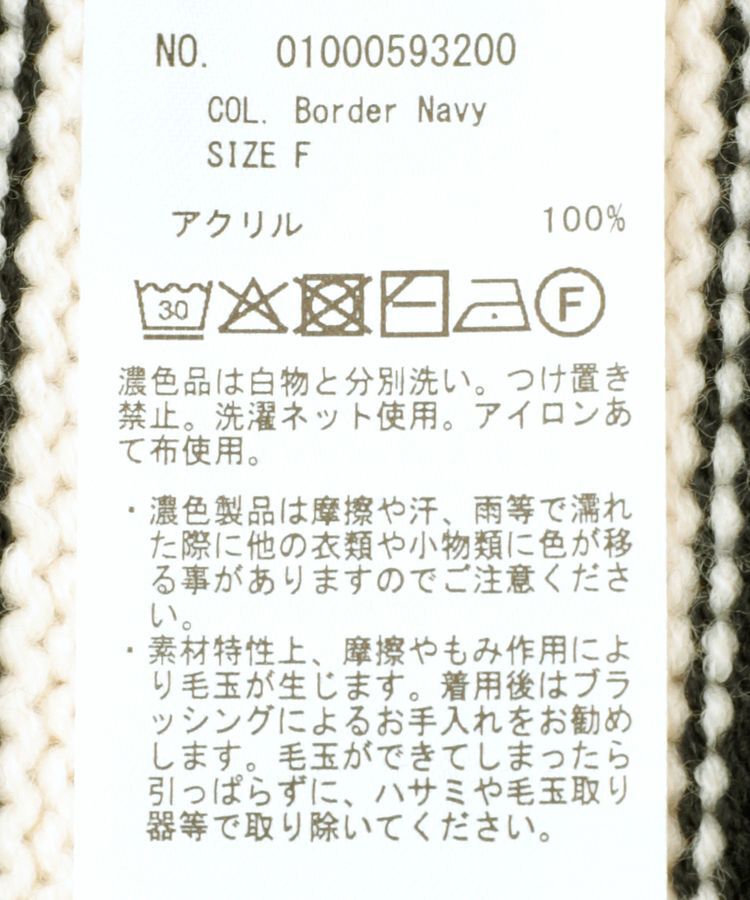 NO. 01000593200
COL. Border Navy
SIZE F
アクリル 100%
30 F
濃色品は白物と分別洗い。つけ置き
禁止。洗濯ネット使用。アイロンあ
て布使用。
・濃色製品は摩擦や汗、雨等で濡れ
た際に他の衣類や小物類に色が移
る事がありますのでご注意くださ
い。
・素材特性上、摩擦やもみ作用によ
り毛玉が生じます。着用後はブラ
ッシングによるお手入れをお勧め
します。毛玉ができてしまったら
引っぱらずに、ハサミや毛玉取り
器等で取り除いてください。